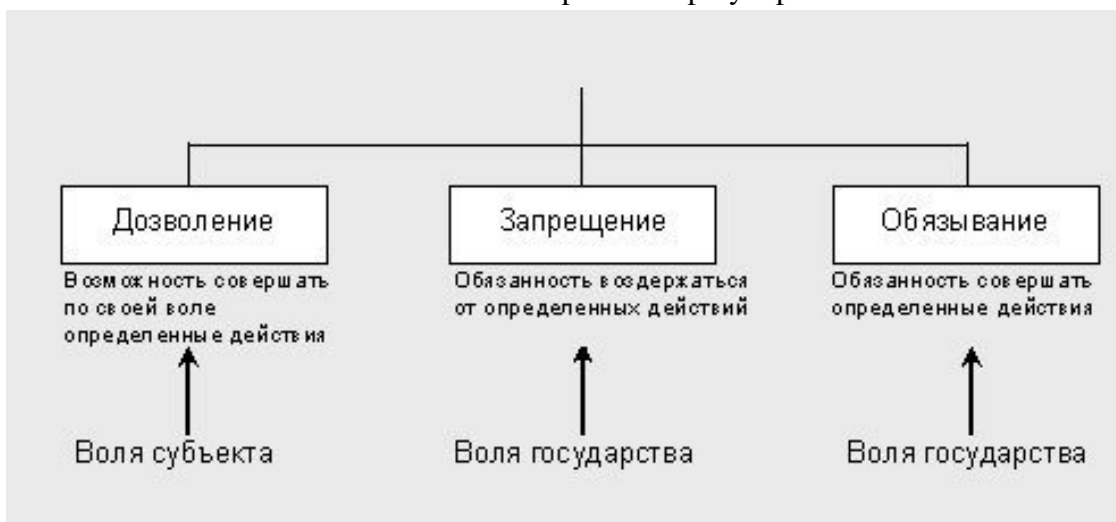 Дозволение
Запрещение
Обязывание
Возможность совершать
по своей воле
определенные действия
Обязанность воздержаться
от определенных действий
Обязанность совершать
определенные действия
Воля субъекта
Воля государства
Воля государства